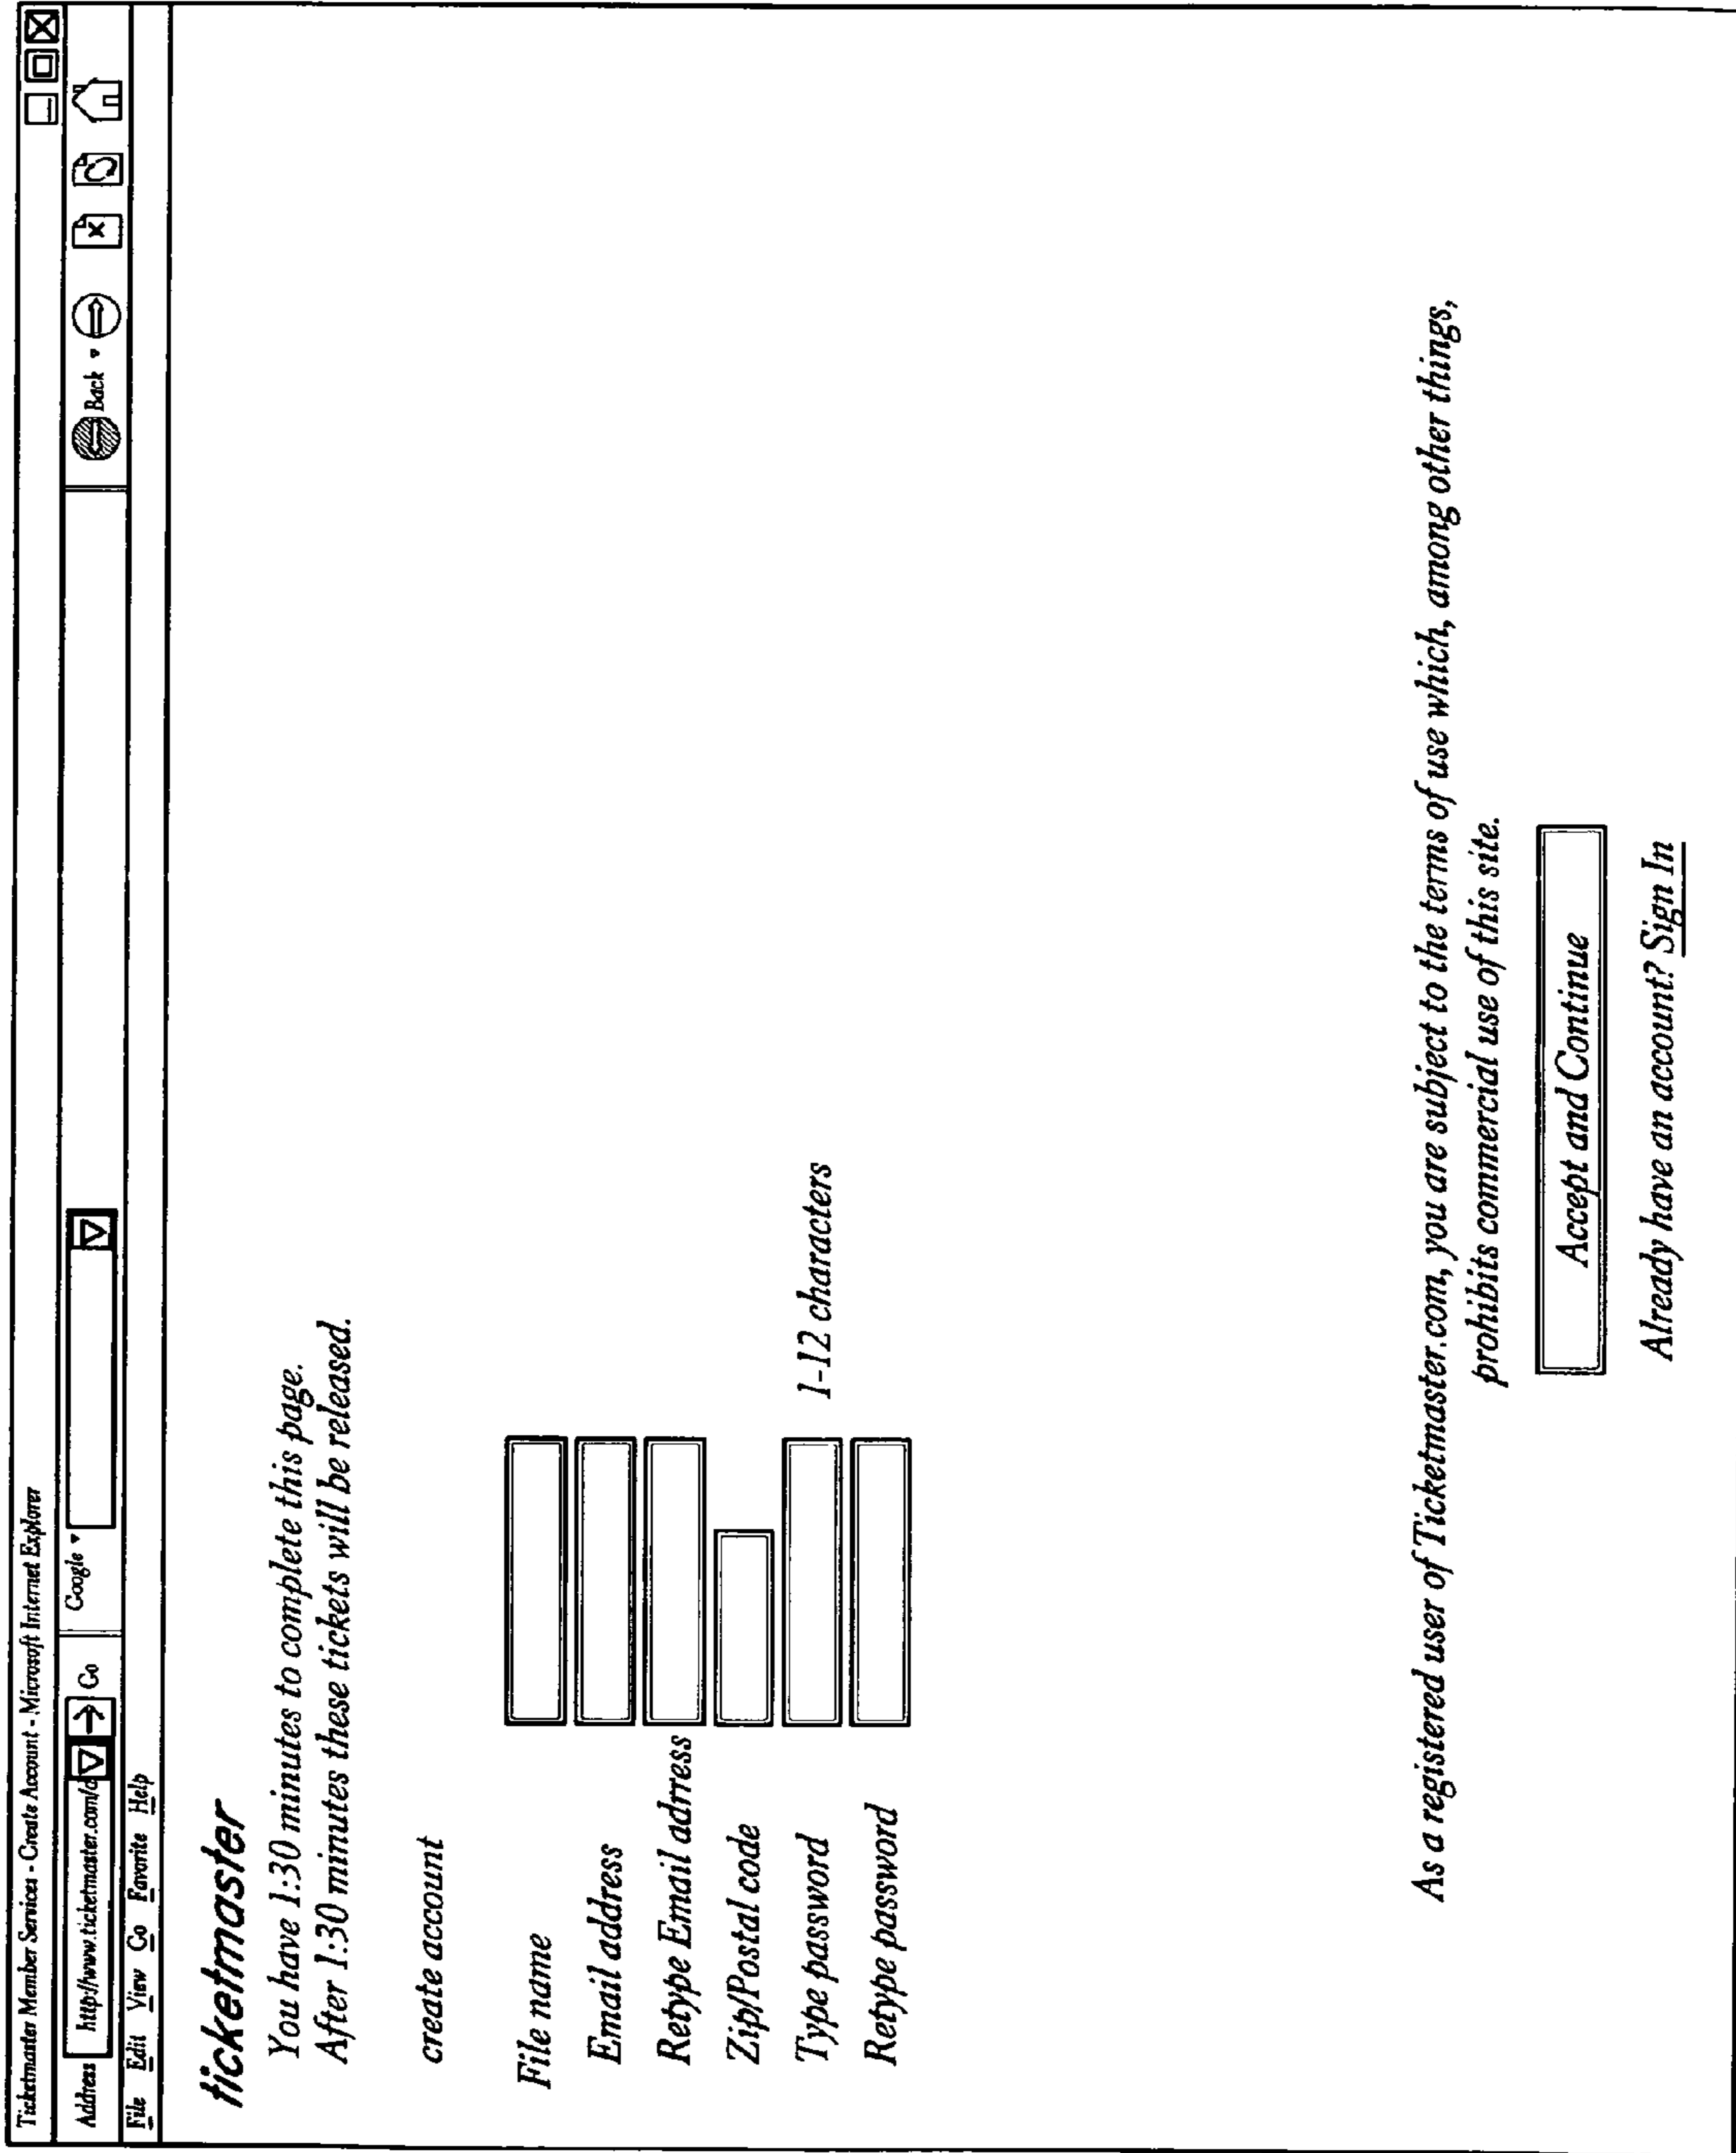 Ticketmaster Member Services - Create Account - Microsoft Internet Explorer
Address http://www.ticketmaster.com/d Go Google Back
File Edit View Go Favorite Help
ticketmaster
You have 1:30 minutes to complete this page.
After 1:30 minutes these tickets will be released.
create account
File name
Email address
Retype Email adrress
Zip/Postal code
Type password 1-12 characters
Retype password
As a registered user of Ticketmaster.com, you are subject to the terms of use which, among other things,
prohibits commercial use of this site.
Accept and Continue
Already have an account? Sign In